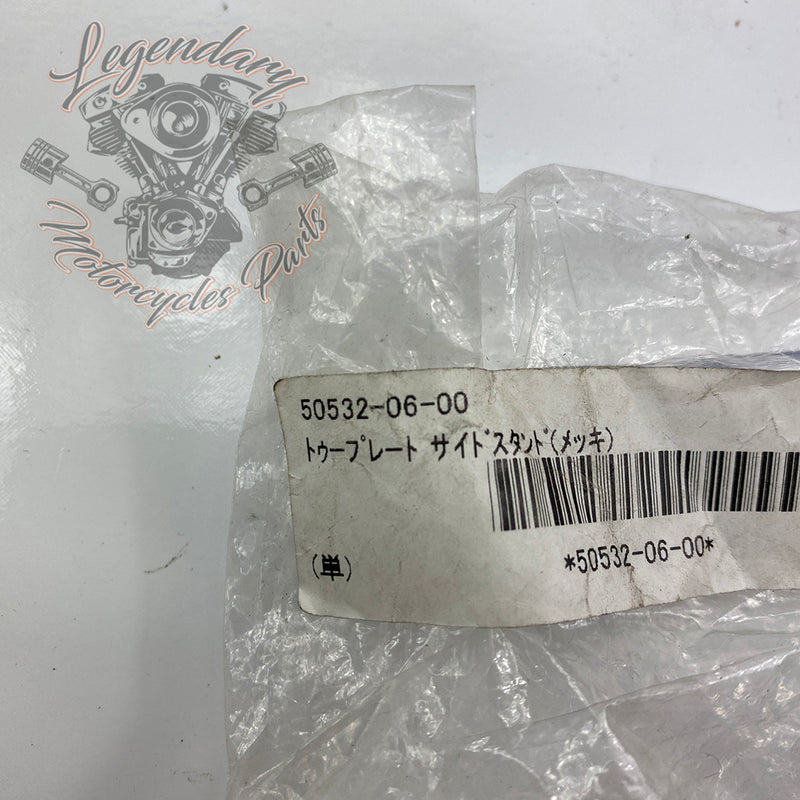 Legendary
Motorcycles Parts
50532-06-00
トゥープレート サイドスタンド(メッキ)
(単)
*50532-06-00*